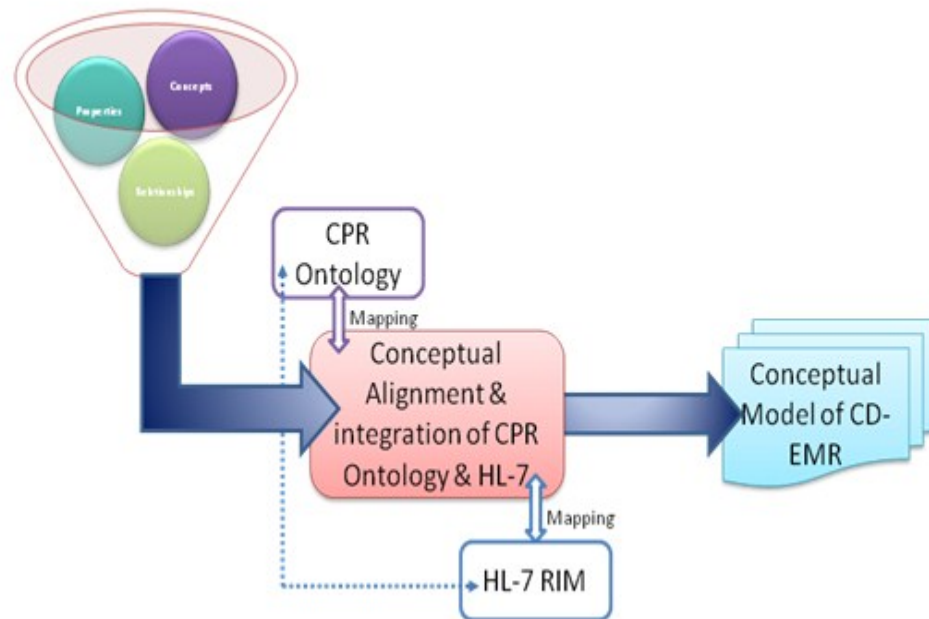 Concepts
Properties
Relationships
CPR
Ontology
Mapping
Conceptual
Alignment &
integration of CPR
Ontology & HL-7
Conceptual
Model of CD-
EMR
Mapping
HL-7 RIM